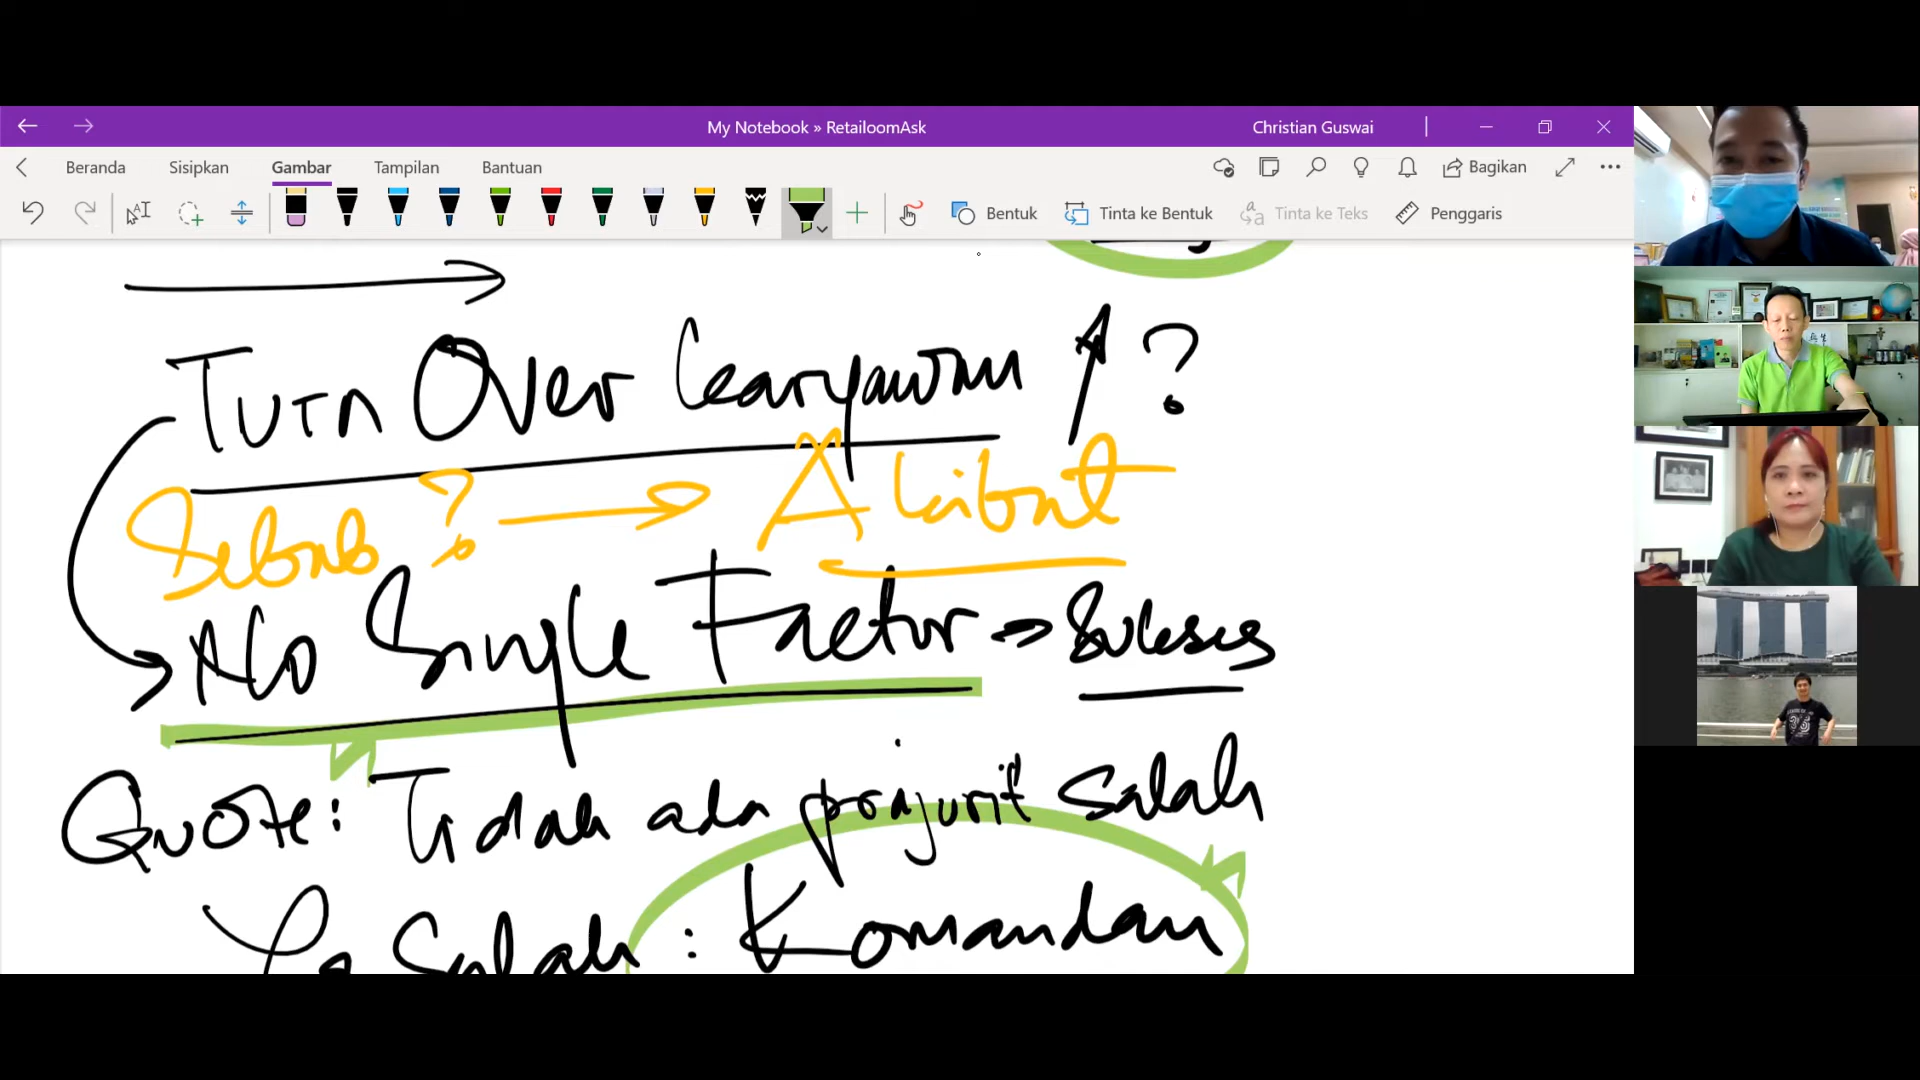 My Notebook » RetailoomAsk
Christian Guswai
Beranda Sisipkan Gambar Tampilan Bantuan
Bagikan
Bentuk Tinta ke Bentuk Tinta ke Teks Penggaris
Turn Over Karyawan ?
Sebab ? → Akibat
No Single Factor → Sukses
Quote: Tidak ada prajurit salah
Yg Salah : Komandan